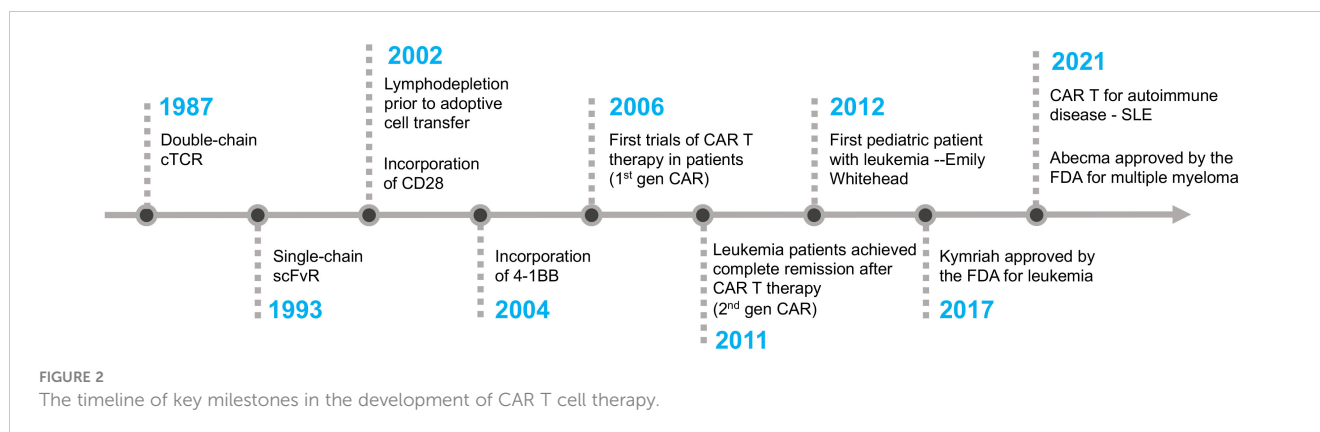 1987
Double-chain
cTCR
Single-chain
scFvR
1993
2002
Lymphodepletion
prior to adoptive
cell transfer
Incorporation
of CD28
Incorporation
of 4-1BB
2004
2006
First trials of CAR T
therapy in patients
(1st gen CAR)
Leukemia patients achieved
complete remission after
CAR T therapy
(2nd gen CAR)
2011
2012
First pediatric patient
with leukemia --Emily
Whitehead
Kymriah approved by
the FDA for leukemia
2017
2021
CAR T for autoimmune
disease - SLE
Abecma approved by the
FDA for multiple myeloma
FIGURE 2
The timeline of key milestones in the development of CAR T cell therapy.